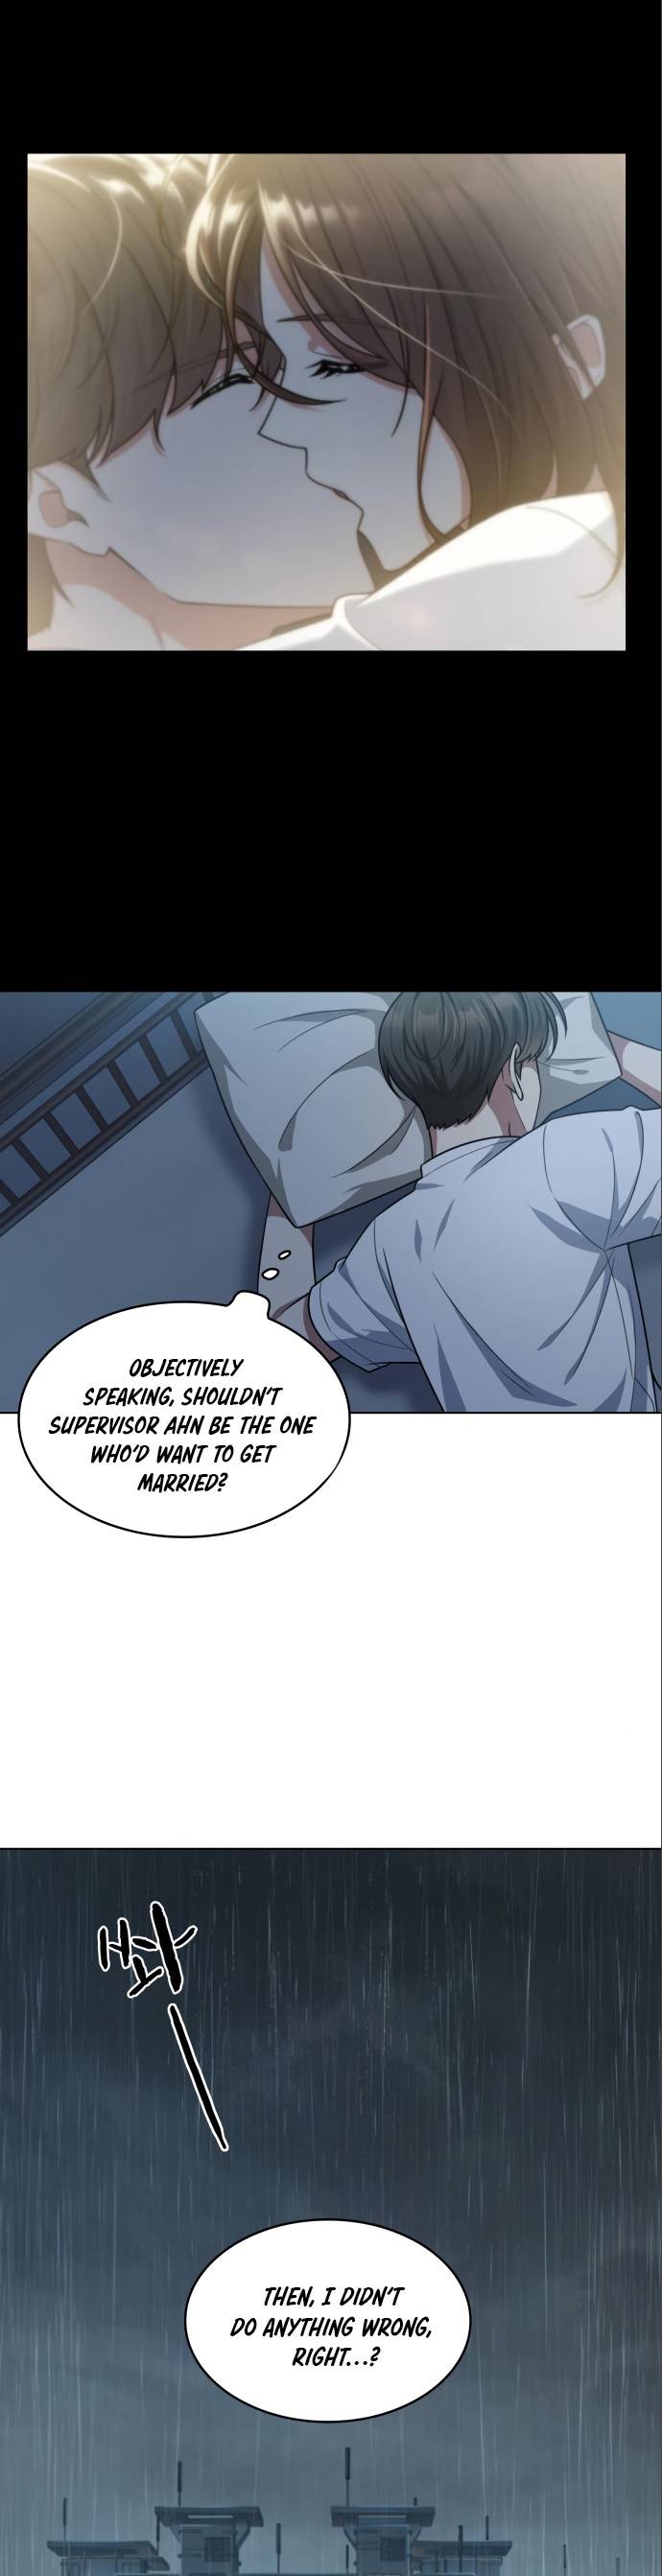 OBJECTIVELY
SPEAKING, SHOULDN'T
SUPERVISOR AHN BE THE ONE
WHO'D WANT TO GET
MARRIED?
쏴
THEN, I DIDN'T
DO ANYTHING WRONG,
RIGHT...?